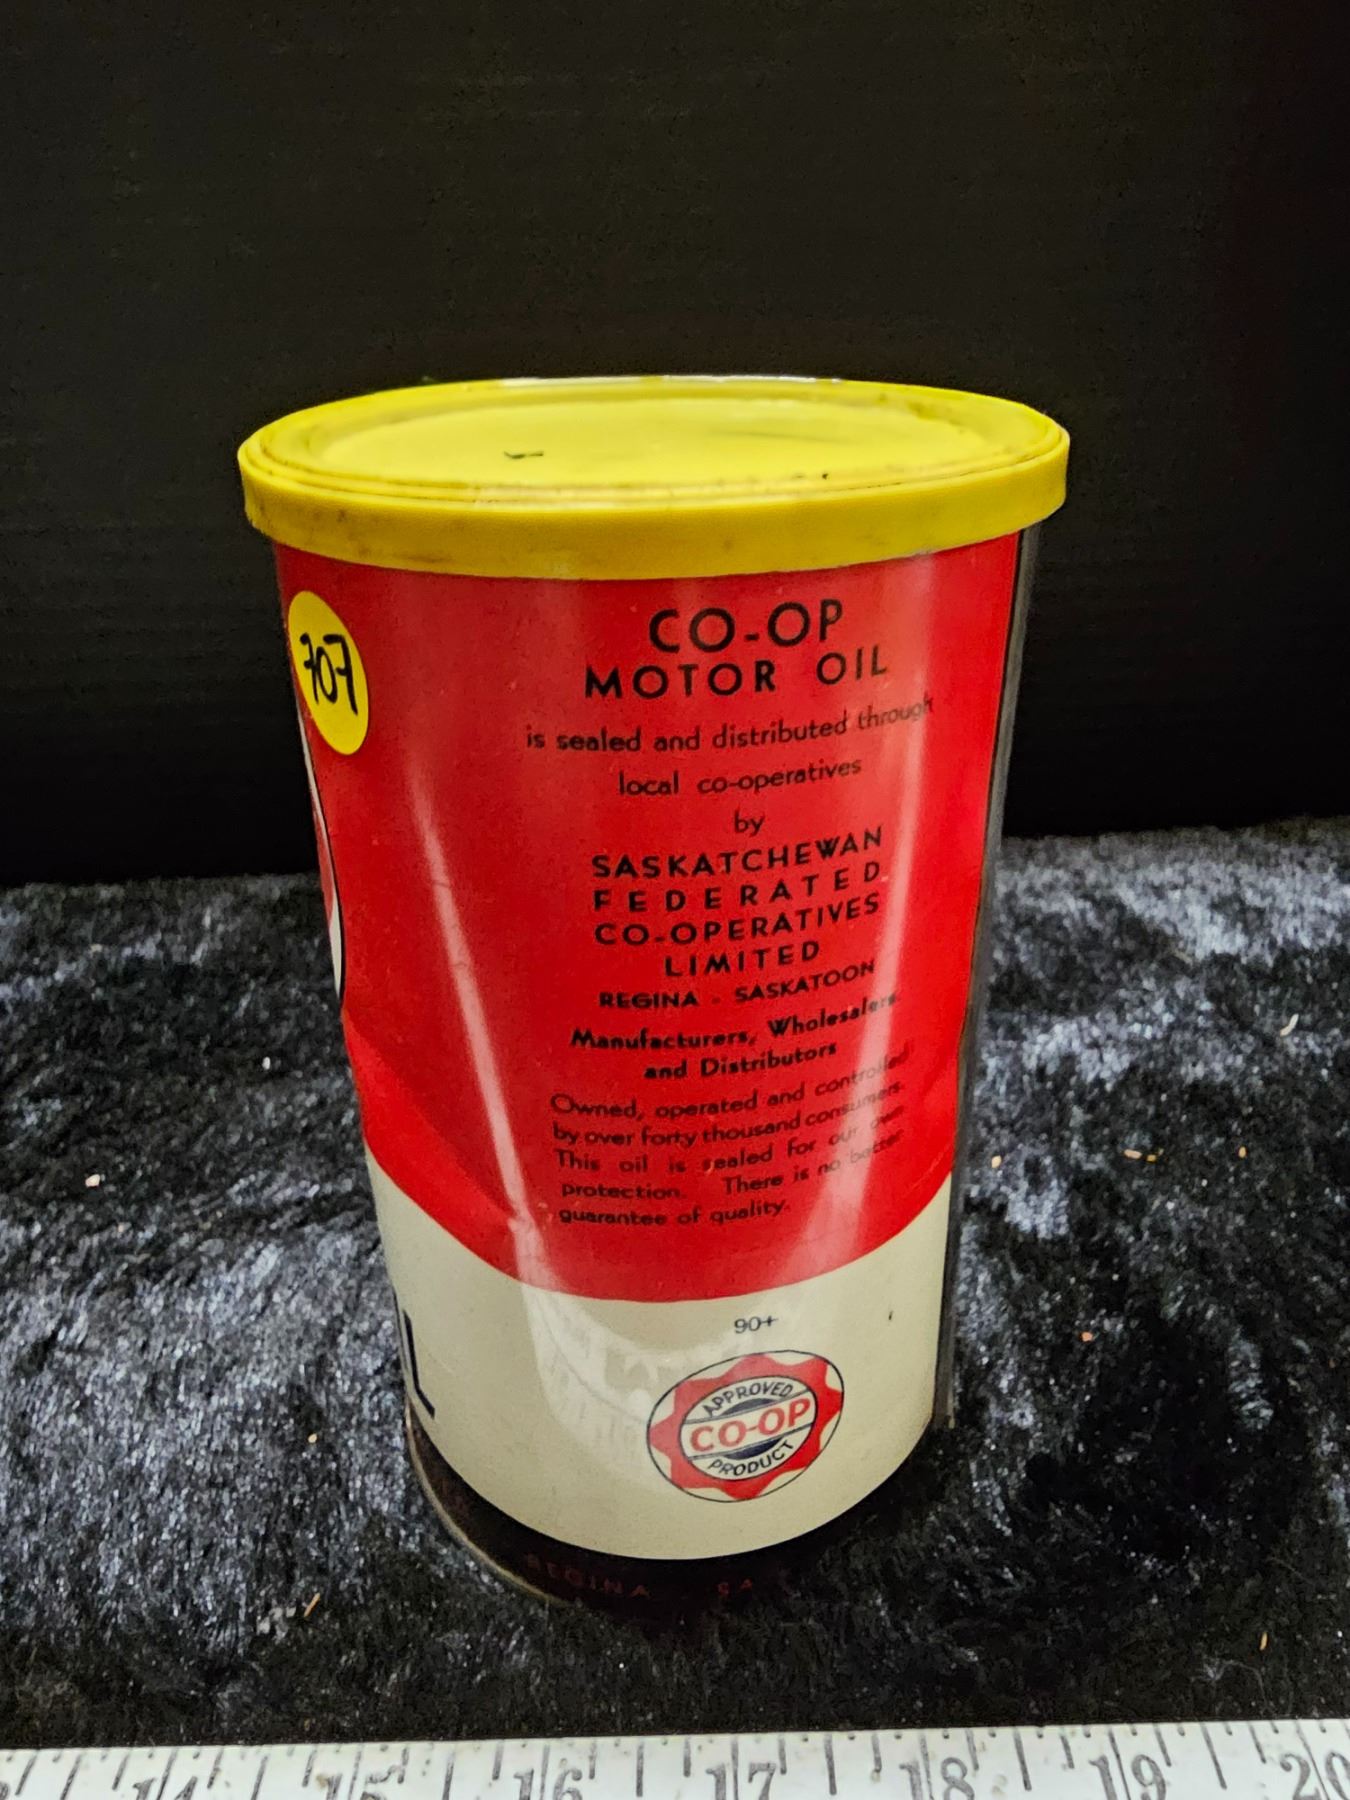 707
CO-OP
MOTOR OIL
is sealed and distributed through
local co-operatives
by
SASKATCHEWAN
FEDERATED
CO-OPERATIVES
LIMITED
REGINA - SASKATOON
Manufacturers, Wholesalers
and Distributors
Owned, operated and controlled
by over forty thousand consumers.
This oil is sealed for our own
protection. There is no better
guarantee of quality.
90+
APPROVED
CO-OP
PRODUCT
L
REGINA SA
14 15 16 17 18 19 20